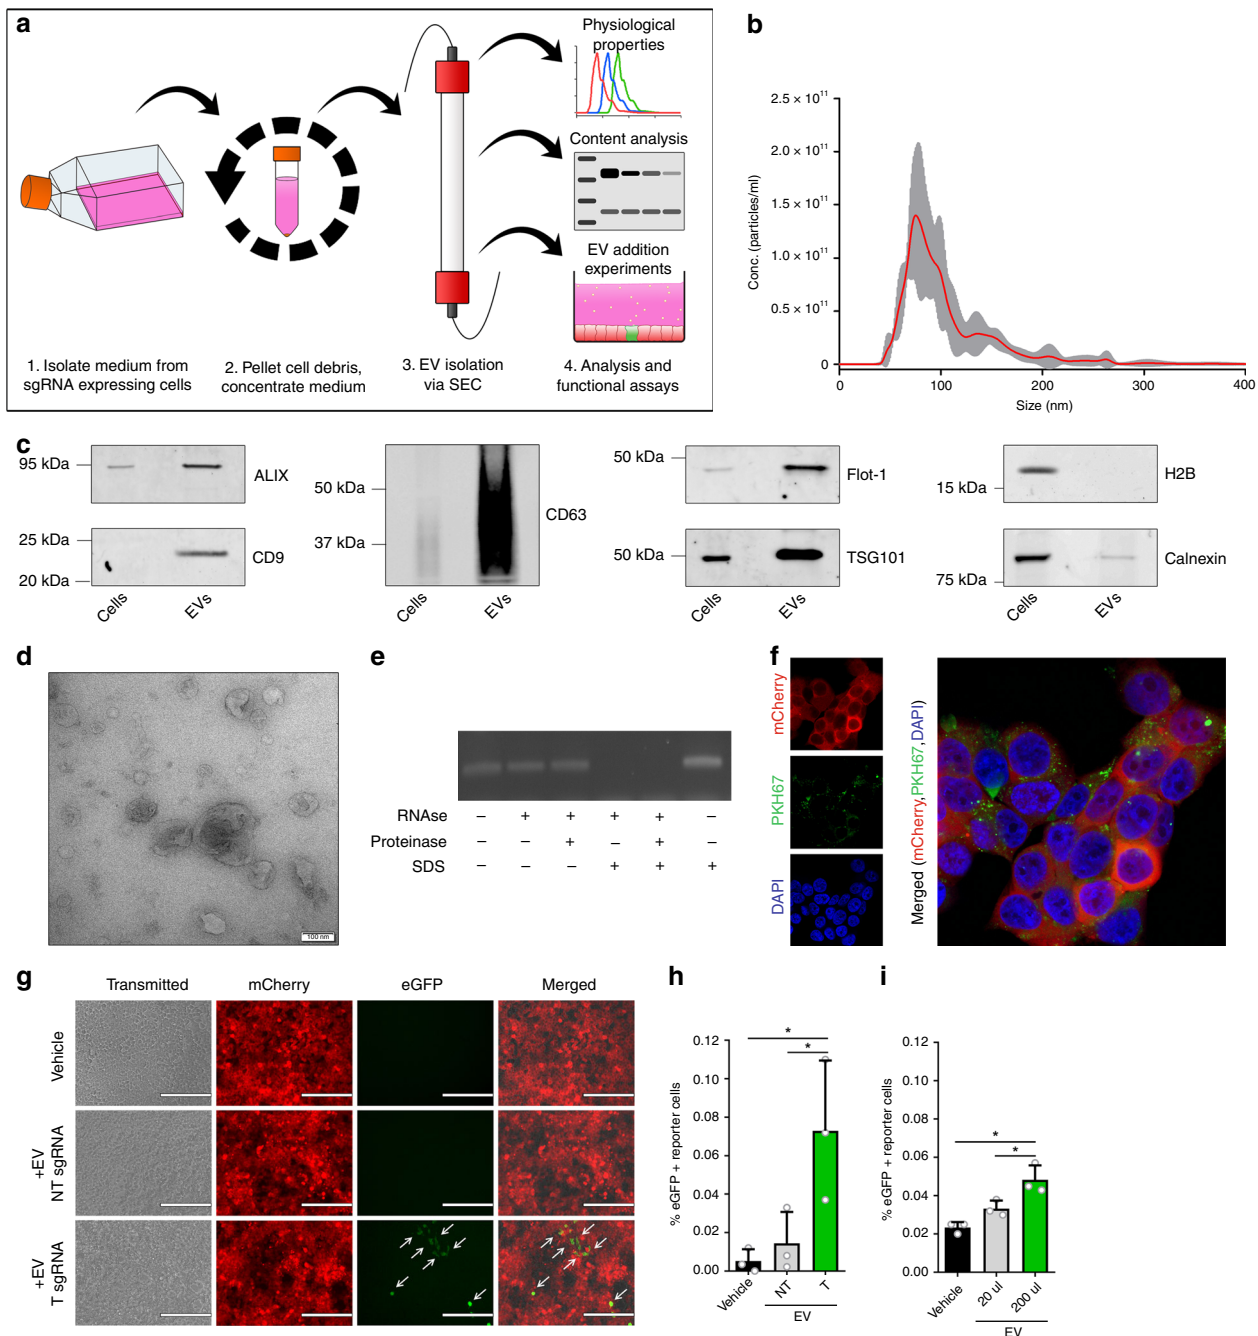 a
Physiological
properties
Content analysis
EV addition
experiments
1. Isolate medium from
sgRNA expressing cells
2. Pellet cell debris,
concentrate medium
3. EV isolation
via SEC
4. Analysis and
functional assays
b
Conc. (particles/ml)
2.5 × 10¹¹
2.0 × 10¹¹
1.5 × 10¹¹
1.0 × 10¹¹
0.5 × 10¹¹
0
0
100
200
300
400
Size (nm)
c
95 kDa
ALIX
25 kDa
20 kDa
CD9
Cells
EVs
50 kDa
37 kDa
CD63
Cells
EVs
50 kDa
Flot-1
50 kDa
TSG101
Cells
EVs
15 kDa
H2B
75 kDa
Calnexin
Cells
EVs
d
100 nm
e
RNAse – + + + + –
Proteinase – – + – + –
SDS – – – + + +
f
mCherry
PKH67
DAPI
Merged (mCherry,PKH67,DAPI)
g
Transmitted
mCherry
eGFP
Merged
Vehicle
+EV
NT sgRNA
+EV
T sgRNA
h
% eGFP + reporter cells
0.12
0.10
0.08
0.06
0.04
0.02
0.00
*
*
Vehicle
NT
T
EV
i
% eGFP + reporter cells
0.12
0.10
0.08
0.06
0.04
0.02
0.00
*
*
Vehicle
20 ul
200 ul
EV